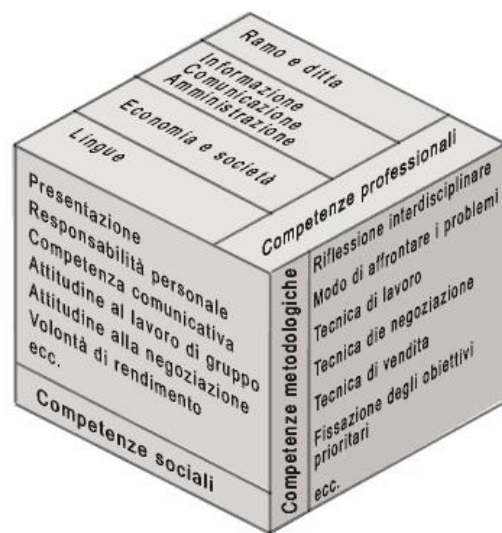 Ramo e ditta
Informazione
Comunicazione
Amministrazione
Economia e società
Lingue
Competenze professionali
Presentazione
Responsabilità personale
Competenza comunicativa
Attitudine al lavoro di gruppo
Attitudine alla negoziazione
Volontà di rendimento
ecc.
Competenze sociali
Competenze metodologiche
Riflessione interdisciplinare
Modo di affrontare i problemi
Tecnica di lavoro
Tecnica die negoziazione
Tecnica di vendita
Fissazione degli obiettivi
prioritari
ecc.